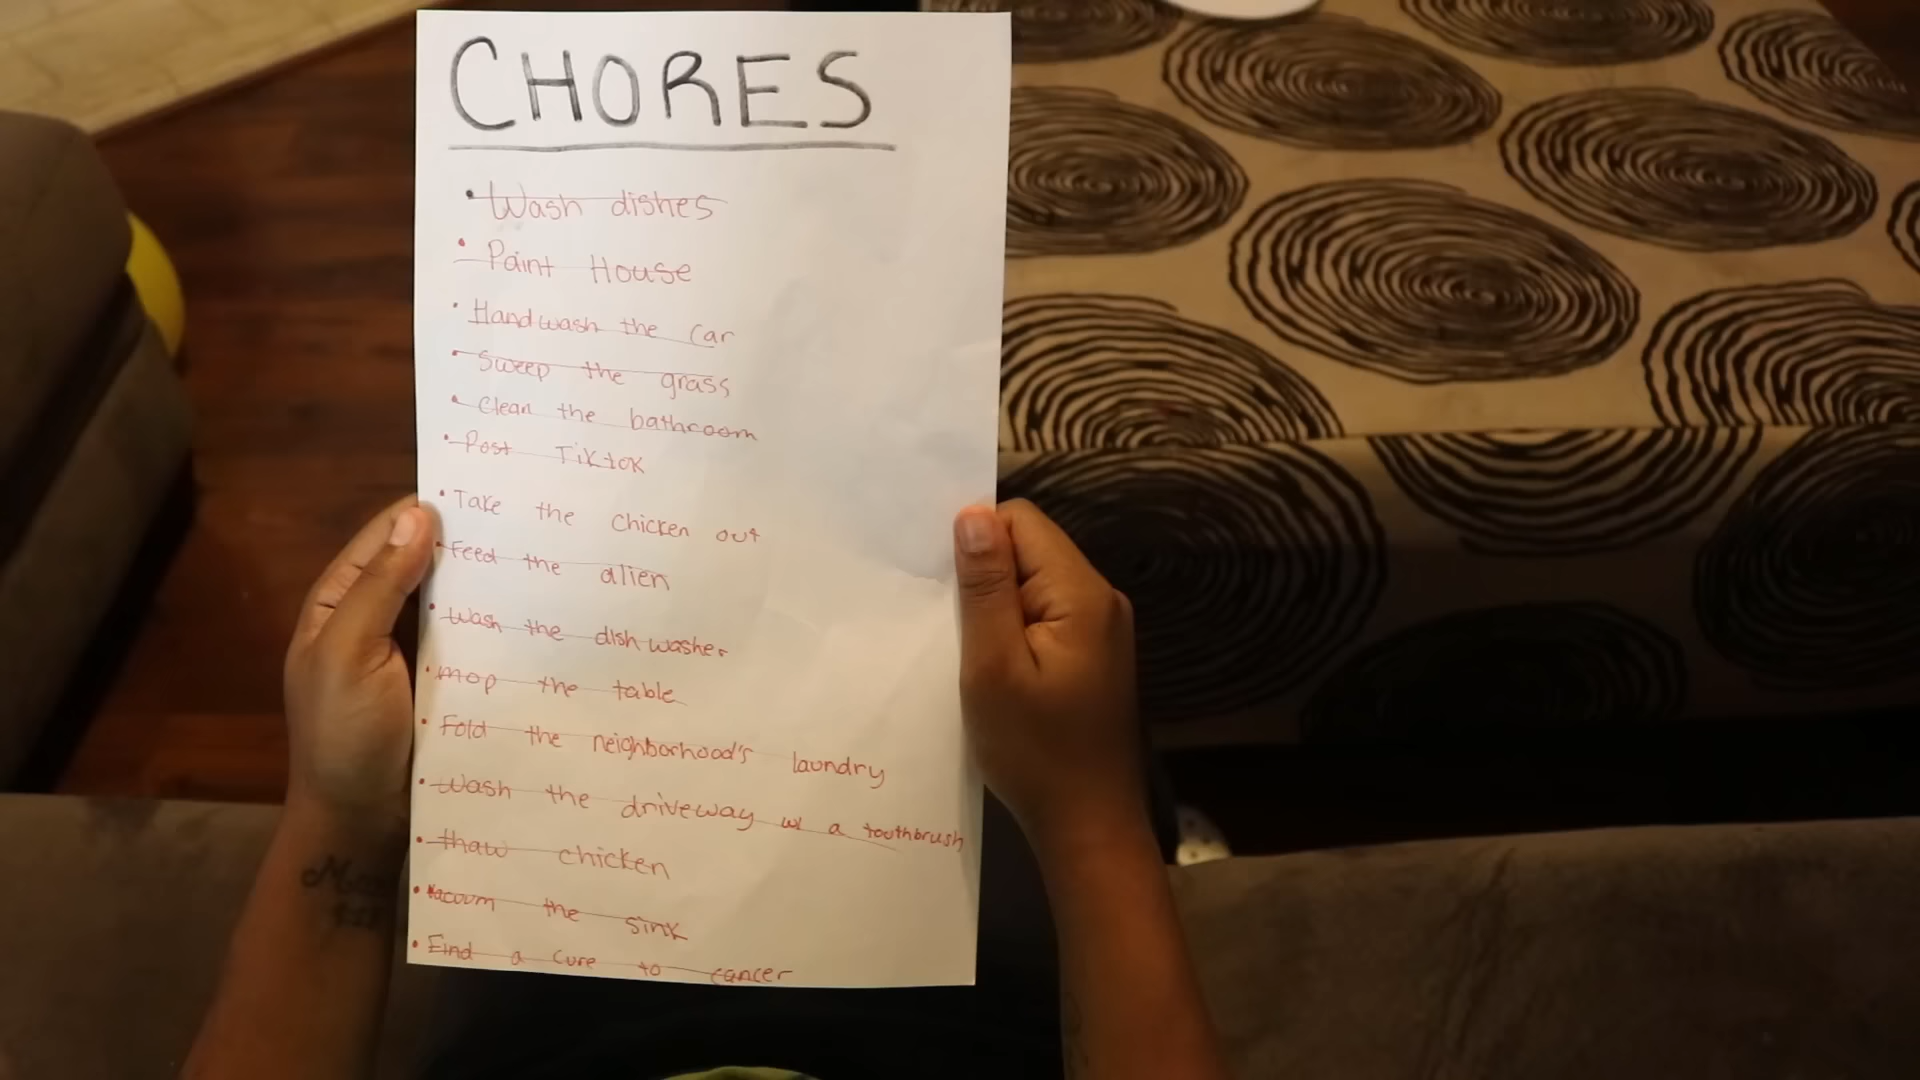 CHORES
• Wash dishes
• Paint House
• Handwash the car
• Sweep the grass
• Clean the bathroom
• Post TikTok
• Take the chicken out
• Feed the alien
• Wash the dishwasher
• Mop the table
• Fold the neighborhood's laundry
• Wash the driveway w/ a toothbrush
• thaw chicken
• Vacuum the sink
• Find a cure to cancer